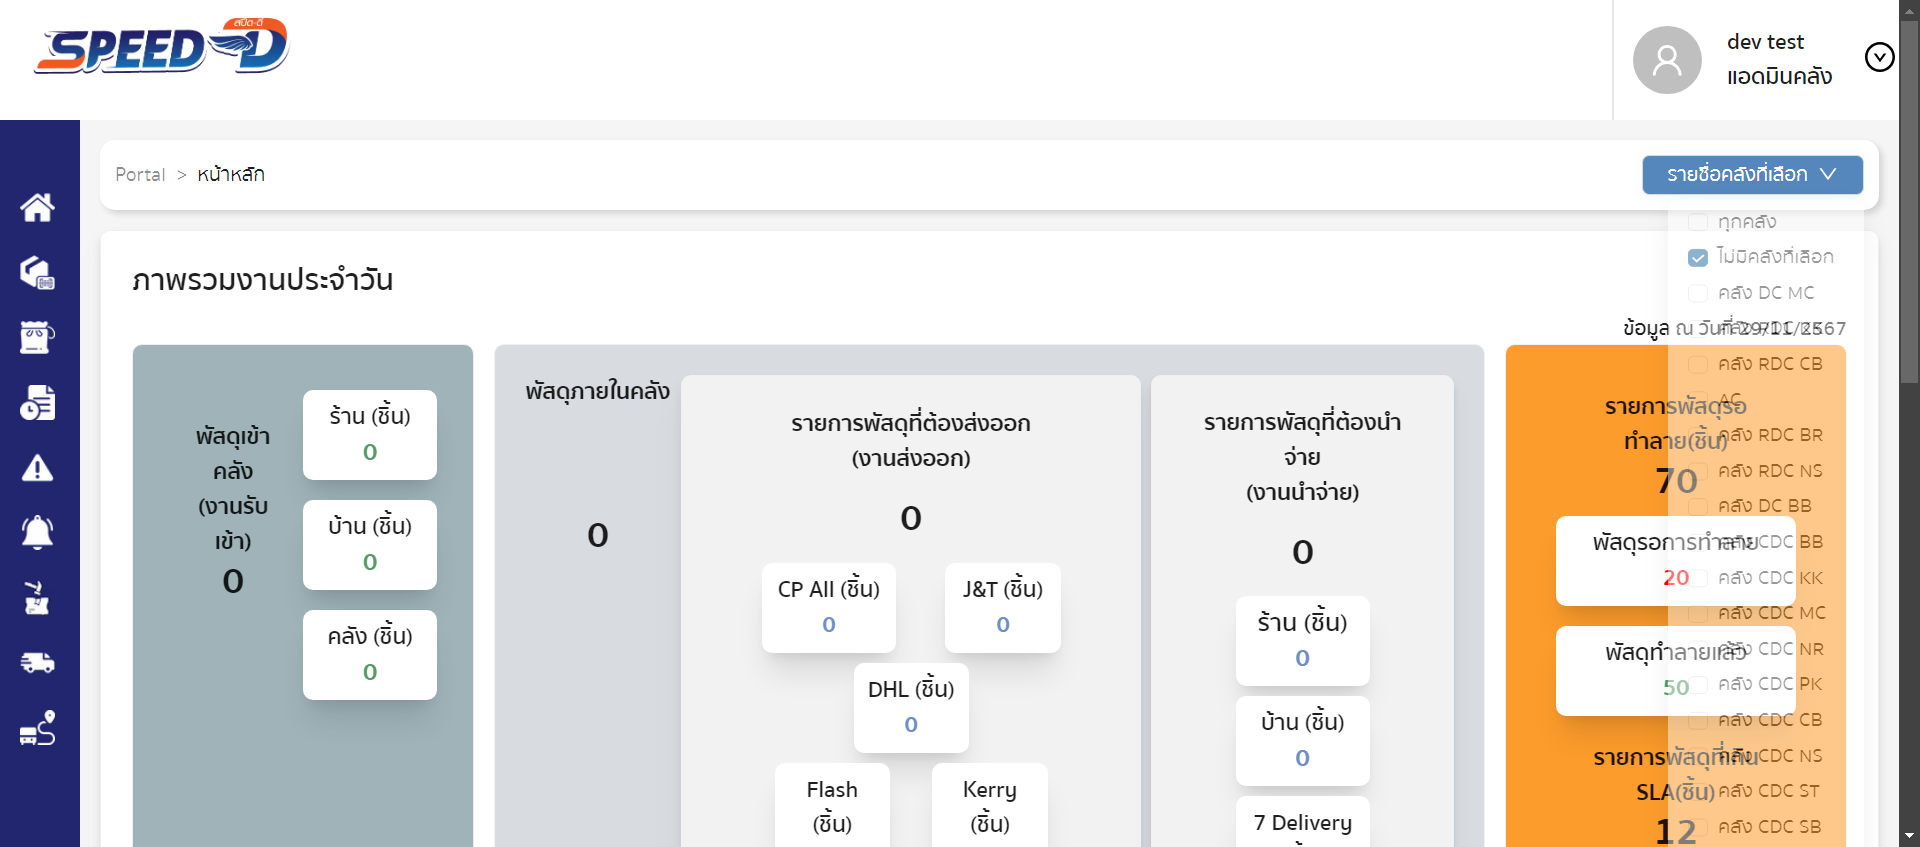 สปีด-ดี
SPEED-D
dev test
แอดมินคลัง
Portal > หน้าหลัก
รายชื่อคลังที่เลือก
ทุกคลัง
ไม่มีคลังที่เลือก
คลัง DC MC
คลัง RDC CB
AC
คลัง RDC BR
คลัง RDC NS
คลัง DC BB
คลัง CDC BB
คลัง CDC KK
คลัง CDC MC
คลัง CDC NR
คลัง CDC PK
คลัง CDC CB
คลัง CDC NS
คลัง CDC ST
คลัง CDC SB
ภาพรวมงานประจำวัน
ข้อมูล ณ วันที่ 29/11/2567
พัสดุเข้า
คลัง
(งานรับ
เข้า)
0
ร้าน (ชิ้น)
0
บ้าน (ชิ้น)
0
คลัง (ชิ้น)
0
พัสดุภายในคลัง
0
รายการพัสดุที่ต้องส่งออก
(งานส่งออก)
0
CP All (ชิ้น)
0
J&T (ชิ้น)
0
DHL (ชิ้น)
0
Flash
(ชิ้น)
Kerry
(ชิ้น)
รายการพัสดุที่ต้องนำ
จ่าย
(งานนำจ่าย)
0
ร้าน (ชิ้น)
0
บ้าน (ชิ้น)
0
7 Delivery
รายการพัสดุรอ
ทำลาย(ชิ้น)
70
พัสดุรอการทำลาย
20
พัสดุทำลายแล้ว
50
รายการพัสดุที่เกิน
SLA(ชิ้น)
12